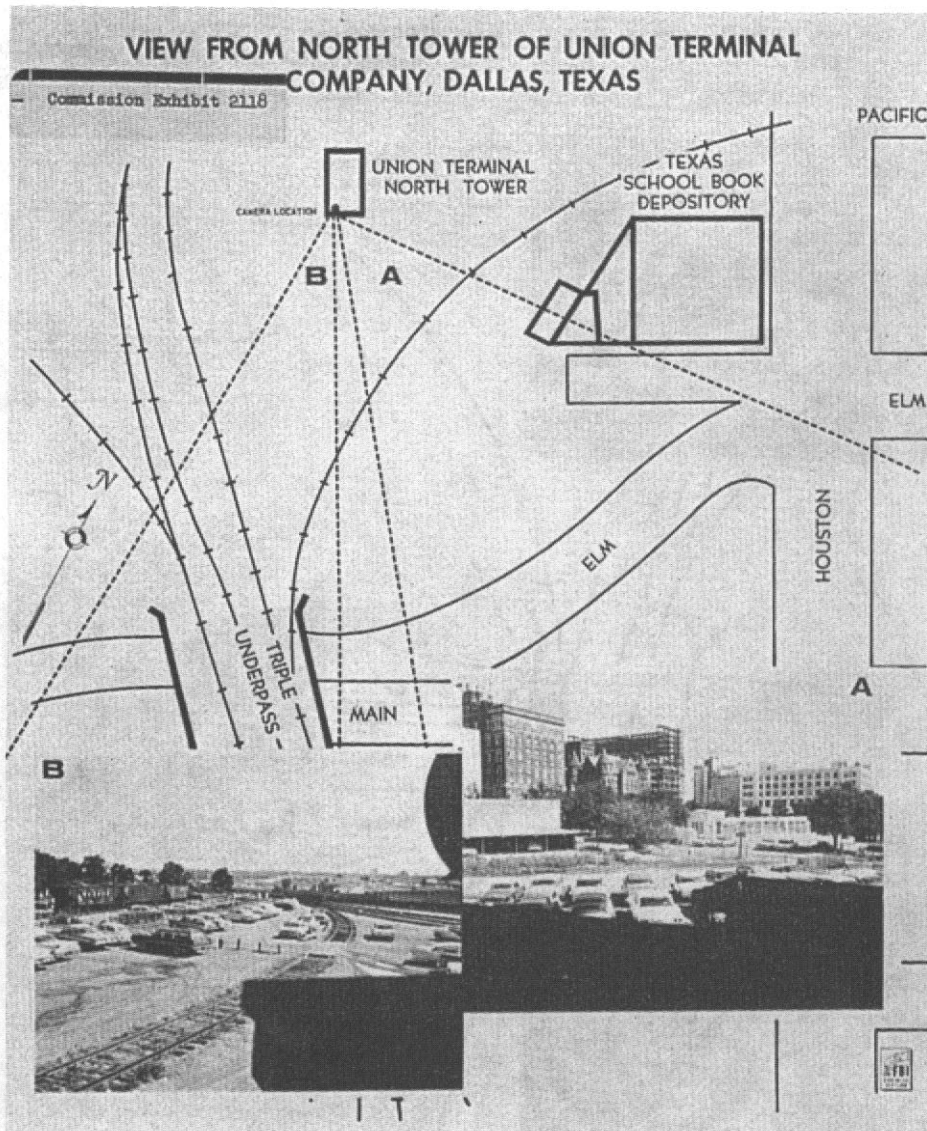 VIEW FROM NORTH TOWER OF UNION TERMINAL
COMPANY, DALLAS, TEXAS
Commission Exhibit 2118
PACIFIC
UNION TERMINAL
NORTH TOWER
TEXAS
SCHOOL BOOK
DEPOSITORY
CAMERA LOCATION
B
A
ELM
N
HOUSTON
ELM
TRIPLE
UNDERPASS
MAIN
A
B
FBI